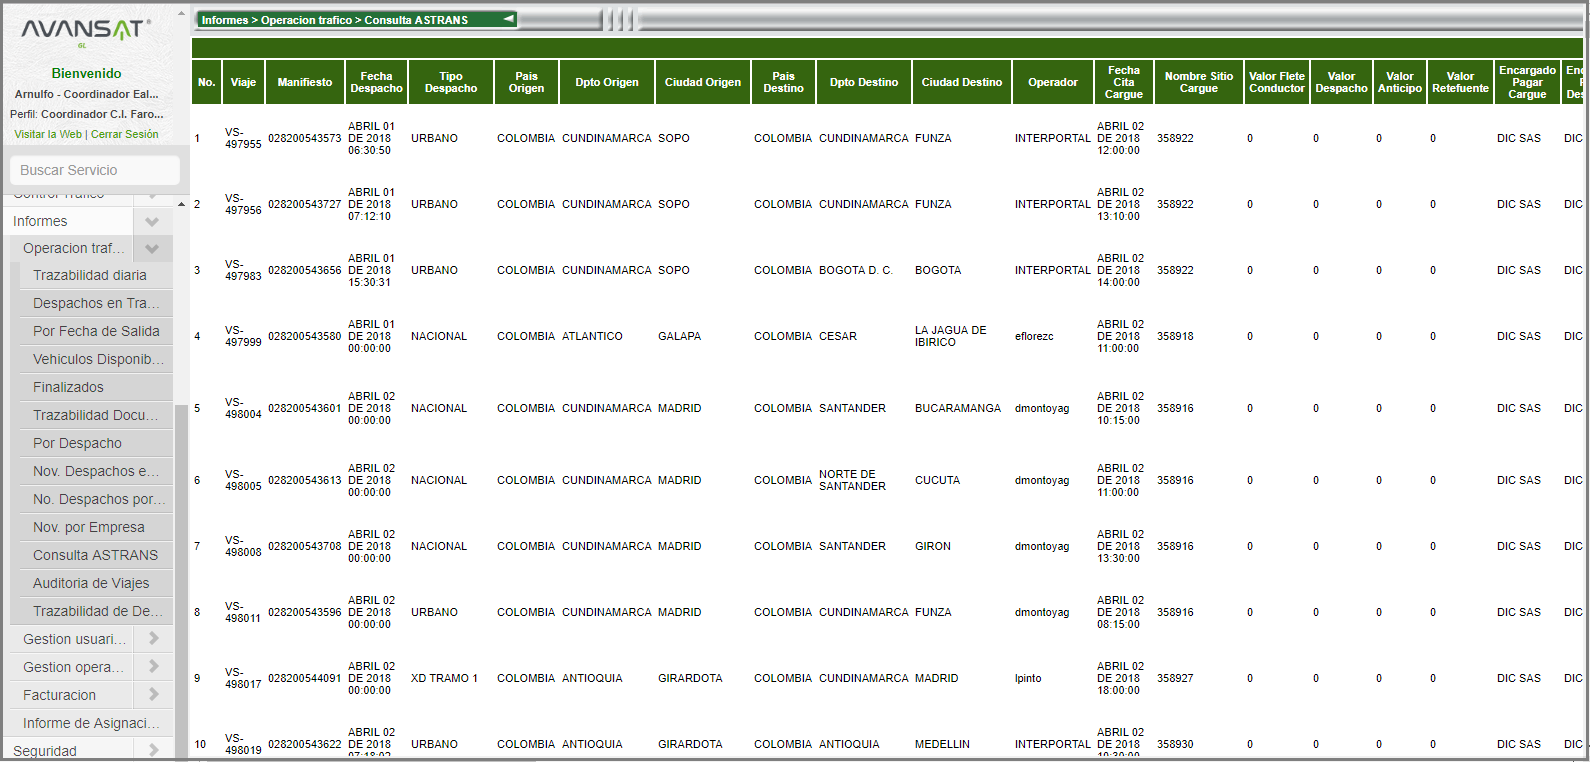 AVANSAT
GL
Bienvenido
Arnulfo - Coordinador Eal...
Perfil: Coordinador C.I. Faro...
Visitar la Web | Cerrar Sesión
Buscar Servicio
Control Trafico
Informes
Operacion traf...
Trazabilidad diaria
Despachos en Tra...
Por Fecha de Salida
Vehiculos Disponib...
Finalizados
Trazabilidad Docu...
Por Despacho
Nov. Despachos e...
No. Despachos por...
Nov. por Empresa
Consulta ASTRANS
Auditoria de Viajes
Trazabilidad de De...
Gestion usuari...
Gestion opera...
Facturacion
Informe de Asignaci...
Seguridad
Informes > Operacion trafico > Consulta ASTRANS
No. Viaje Manifiesto Fecha Despacho Tipo Despacho Pais Origen Dpto Origen Ciudad Origen Pais Destino Dpto Destino Ciudad Destino Operador Fecha Cita Cargue Nombre Sitio Cargue Valor Flete Conductor Valor Despacho Valor Anticipo Valor Retefuente Encargado Pagar Cargue
1 VS-497955 028200543573 ABRIL 01 DE 2018 06:30:50 URBANO COLOMBIA CUNDINAMARCA SOPO COLOMBIA CUNDINAMARCA FUNZA INTERPORTAL ABRIL 02 DE 2018 12:00:00 358922 0 0 0 0 DIC SAS DIC
2 VS-497956 028200543727 ABRIL 01 DE 2018 07:12:10 URBANO COLOMBIA CUNDINAMARCA SOPO COLOMBIA CUNDINAMARCA FUNZA INTERPORTAL ABRIL 02 DE 2018 13:10:00 358922 0 0 0 0 DIC SAS DIC
3 VS-497983 028200543656 ABRIL 01 DE 2018 15:30:31 URBANO COLOMBIA CUNDINAMARCA SOPO COLOMBIA BOGOTA D. C. BOGOTA INTERPORTAL ABRIL 02 DE 2018 14:00:00 358922 0 0 0 0 DIC SAS DIC
4 VS-497999 028200543580 ABRIL 01 DE 2018 00:00:00 NACIONAL COLOMBIA ATLANTICO GALAPA COLOMBIA CESAR LA JAGUA DE IBIRICO eflorezc ABRIL 02 DE 2018 11:00:00 358918 0 0 0 0 DIC SAS DIC
5 VS-498004 028200543601 ABRIL 02 DE 2018 00:00:00 NACIONAL COLOMBIA CUNDINAMARCA MADRID COLOMBIA SANTANDER BUCARAMANGA dmontoyag ABRIL 02 DE 2018 10:15:00 358916 0 0 0 0 DIC SAS DIC
6 VS-498005 028200543613 ABRIL 02 DE 2018 00:00:00 NACIONAL COLOMBIA CUNDINAMARCA MADRID COLOMBIA NORTE DE SANTANDER CUCUTA dmontoyag ABRIL 02 DE 2018 11:00:00 358916 0 0 0 0 DIC SAS DIC
7 VS-498008 028200543708 ABRIL 02 DE 2018 00:00:00 NACIONAL COLOMBIA CUNDINAMARCA MADRID COLOMBIA SANTANDER GIRON dmontoyag ABRIL 02 DE 2018 13:30:00 358916 0 0 0 0 DIC SAS DIC
8 VS-498011 028200543596 ABRIL 02 DE 2018 00:00:00 URBANO COLOMBIA CUNDINAMARCA MADRID COLOMBIA CUNDINAMARCA FUNZA dmontoyag ABRIL 02 DE 2018 08:15:00 358916 0 0 0 0 DIC SAS DIC
9 VS-498017 028200544091 ABRIL 02 DE 2018 00:00:00 XD TRAMO 1 COLOMBIA ANTIOQUIA GIRARDOTA COLOMBIA CUNDINAMARCA MADRID lpinto ABRIL 02 DE 2018 18:00:00 358927 0 0 0 0 DIC SAS DIC
10 VS-498019 028200543622 ABRIL 02 DE 2018 URBANO COLOMBIA ANTIOQUIA GIRARDOTA COLOMBIA ANTIOQUIA MEDELLIN INTERPORTAL ABRIL 02 DE 2018 358930 0 0 0 0 DIC SAS DIC